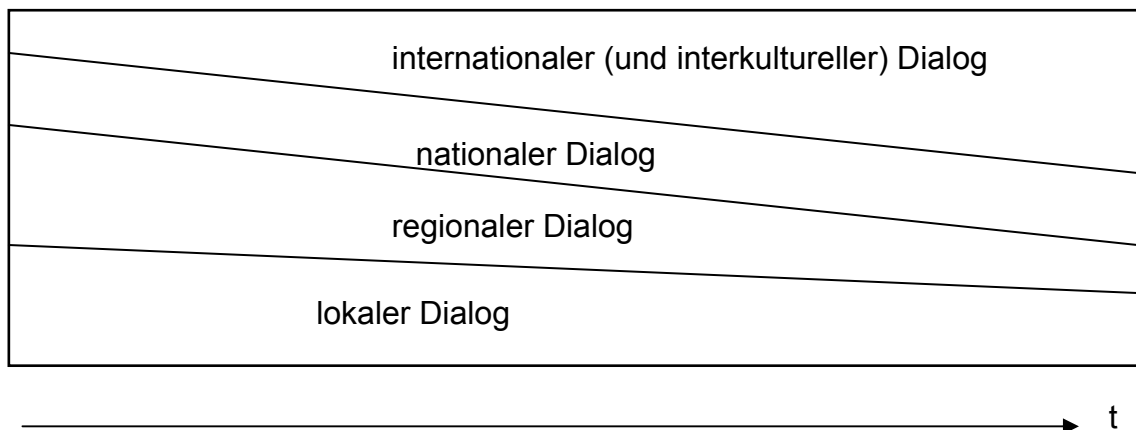 internationaler (und interkultureller) Dialog
nationaler Dialog
regionaler Dialog
lokaler Dialog
t